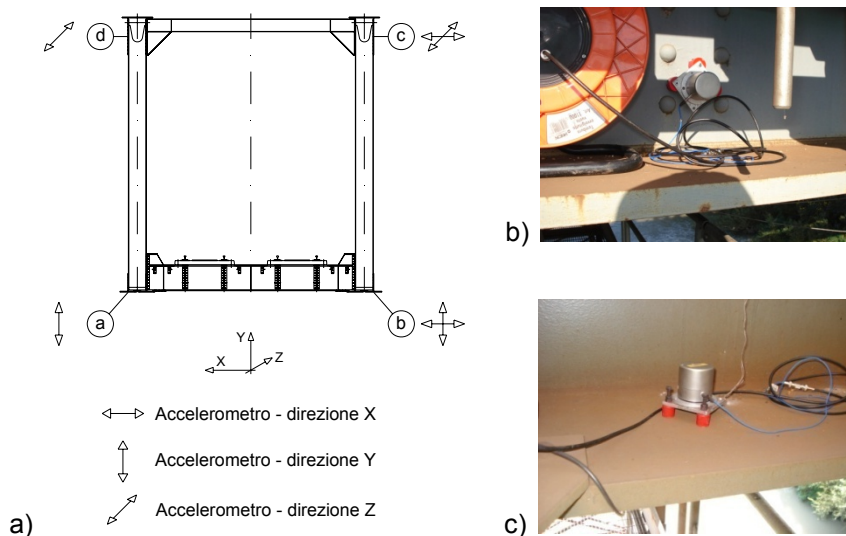 d
c
b)
a
b
Y
X
Z
Accelerometro - direzione X
Accelerometro - direzione Y
Accelerometro - direzione Z
a)
c)